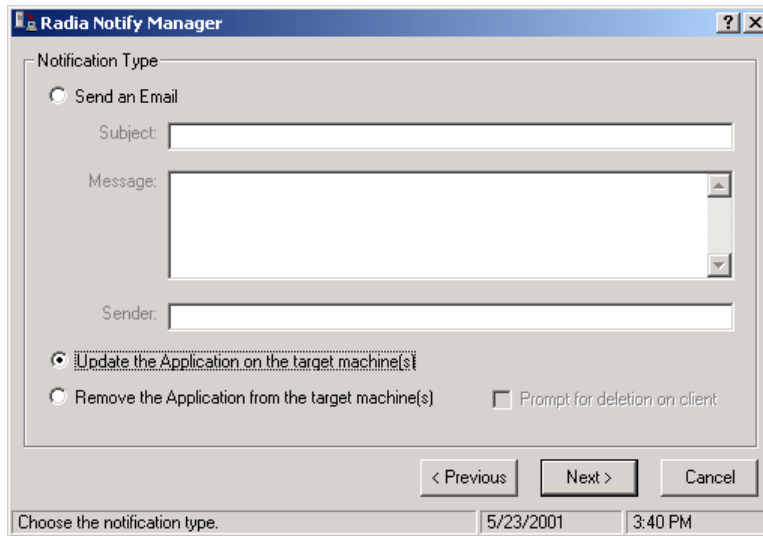 Radia Notify Manager
Notification Type
Send an Email
Subject:
Message:
Sender:
Update the Application on the target machine(s)
Remove the Application from the target machine(s) Prompt for deletion on client
< Previous Next > Cancel
Choose the notification type. 5/23/2001 3:40 PM